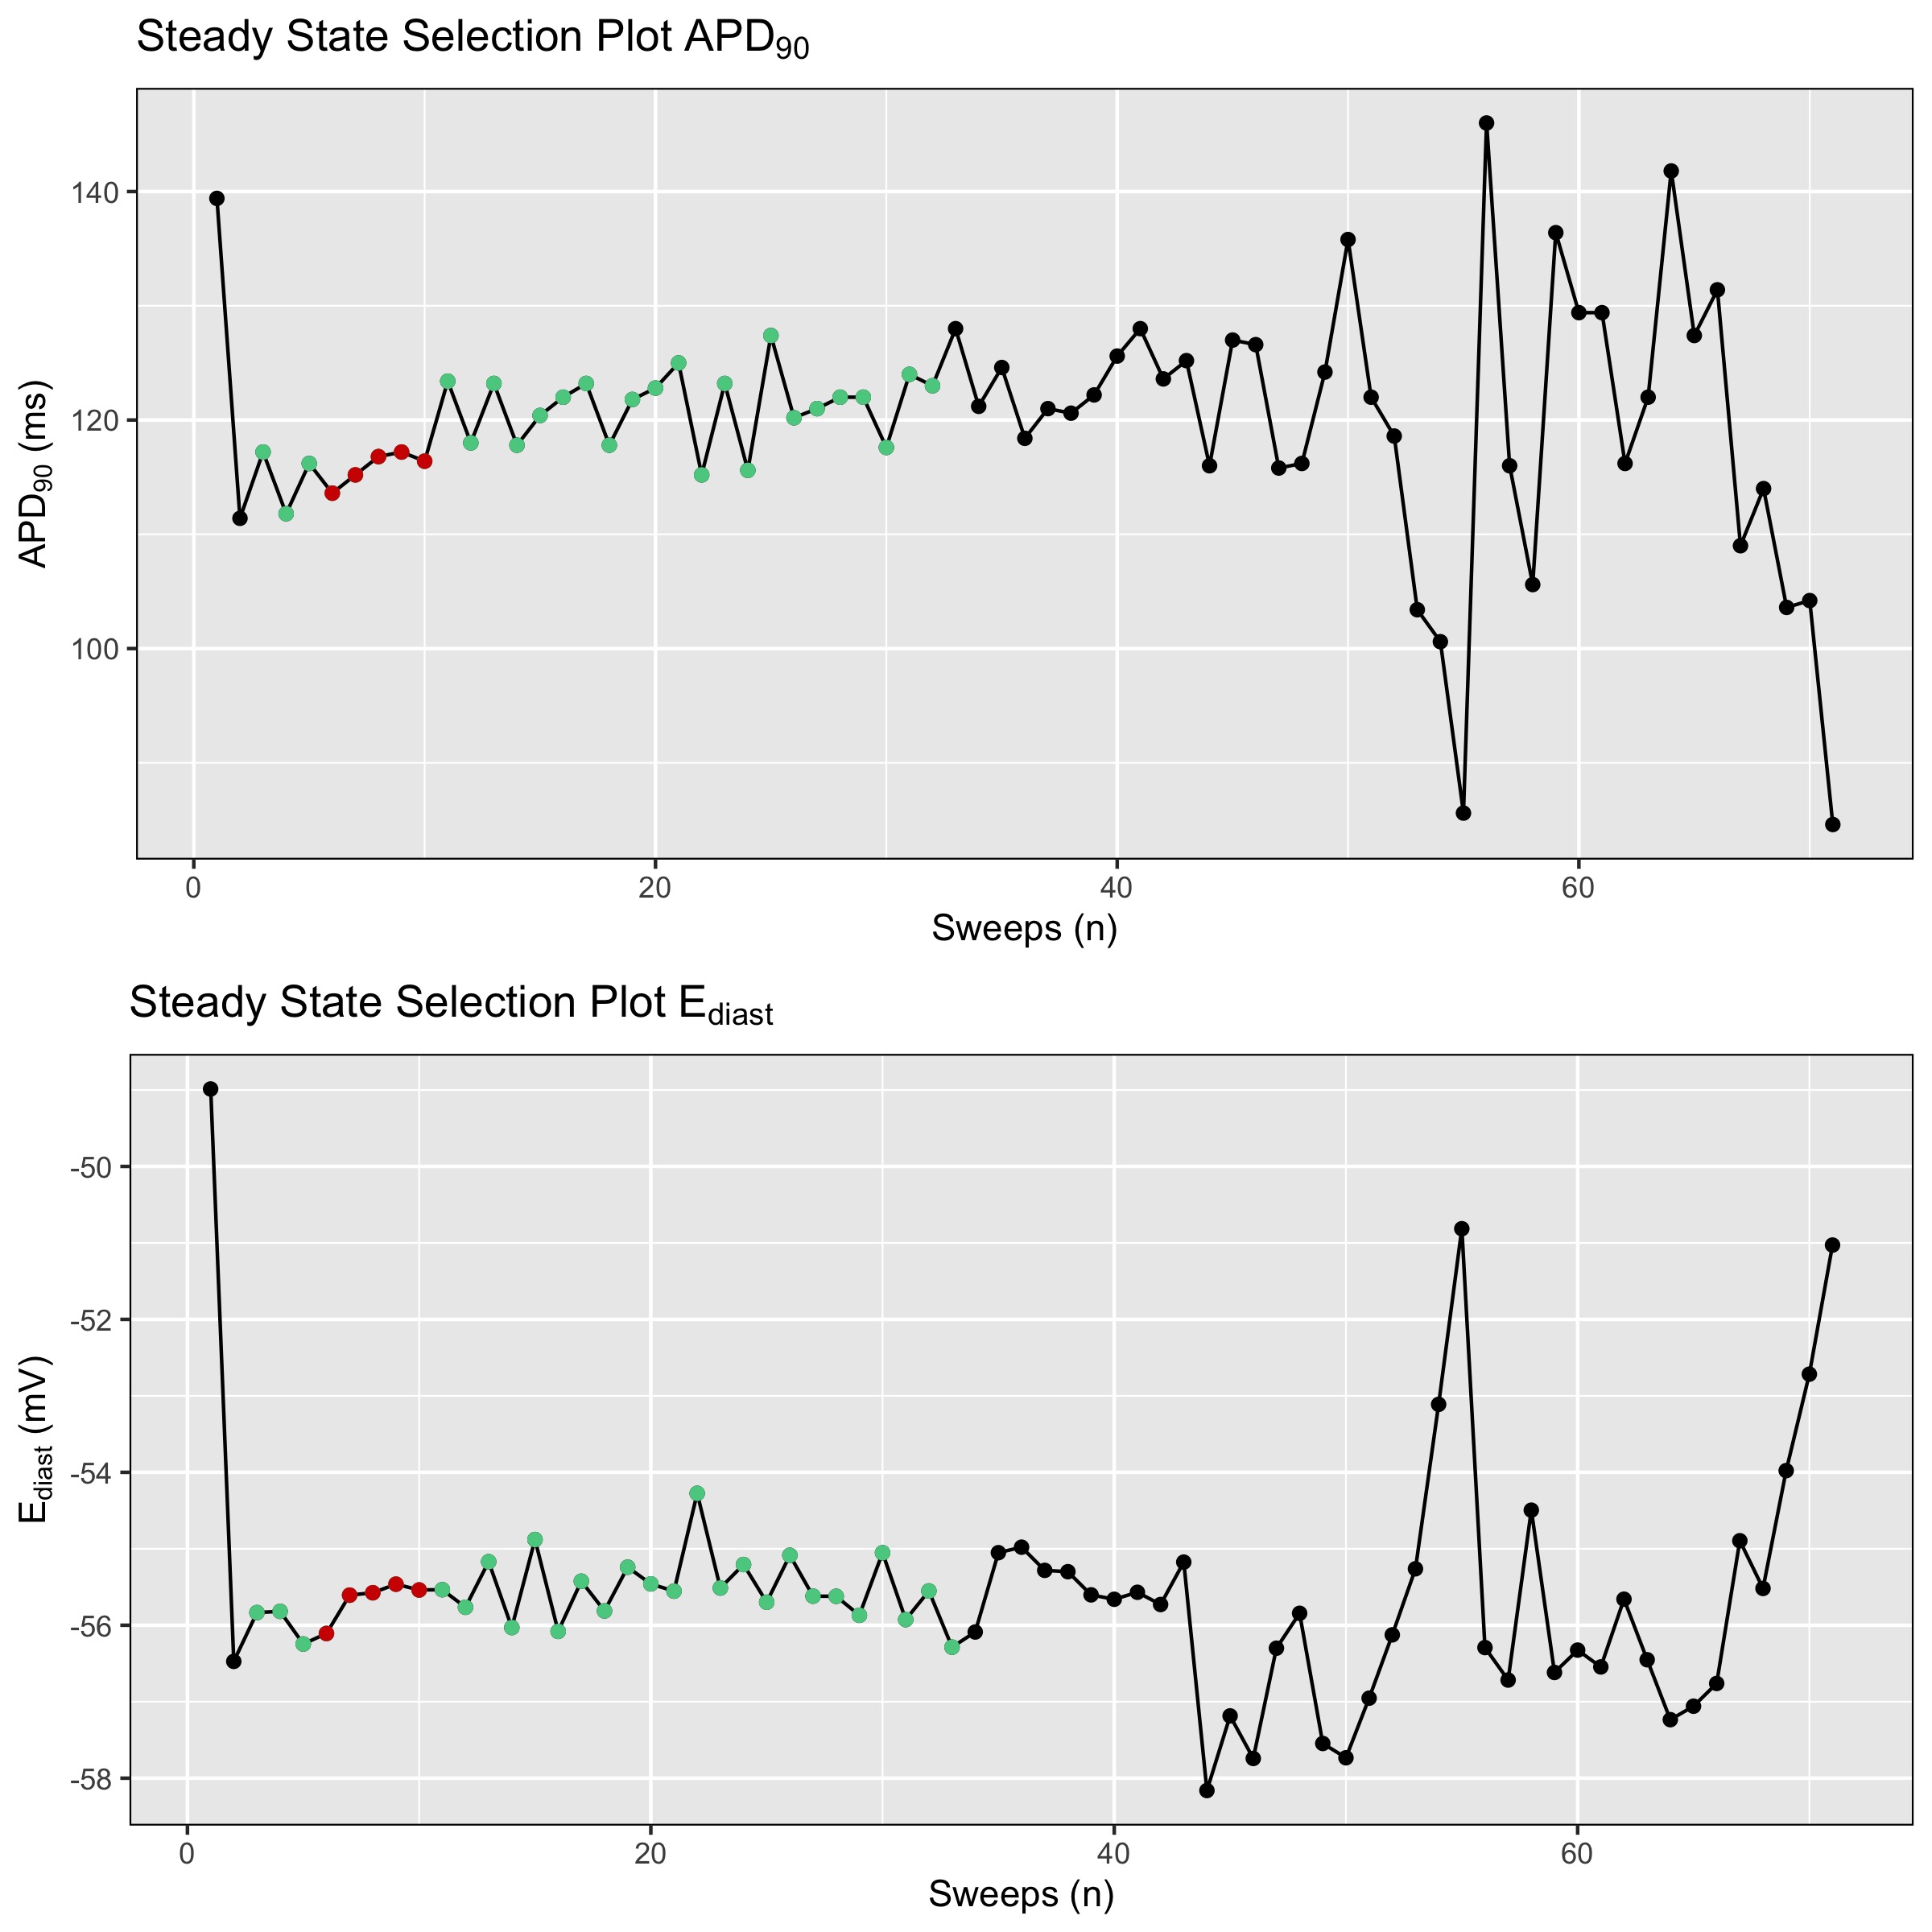 Steady State Selection Plot APD90
140
120
100
APD90 (ms)
0 20 40 60
Sweeps (n)
Steady State Selection Plot Ediast
-50
-52
-54
-56
-58
Ediast (mV)
0 20 40 60
Sweeps (n)